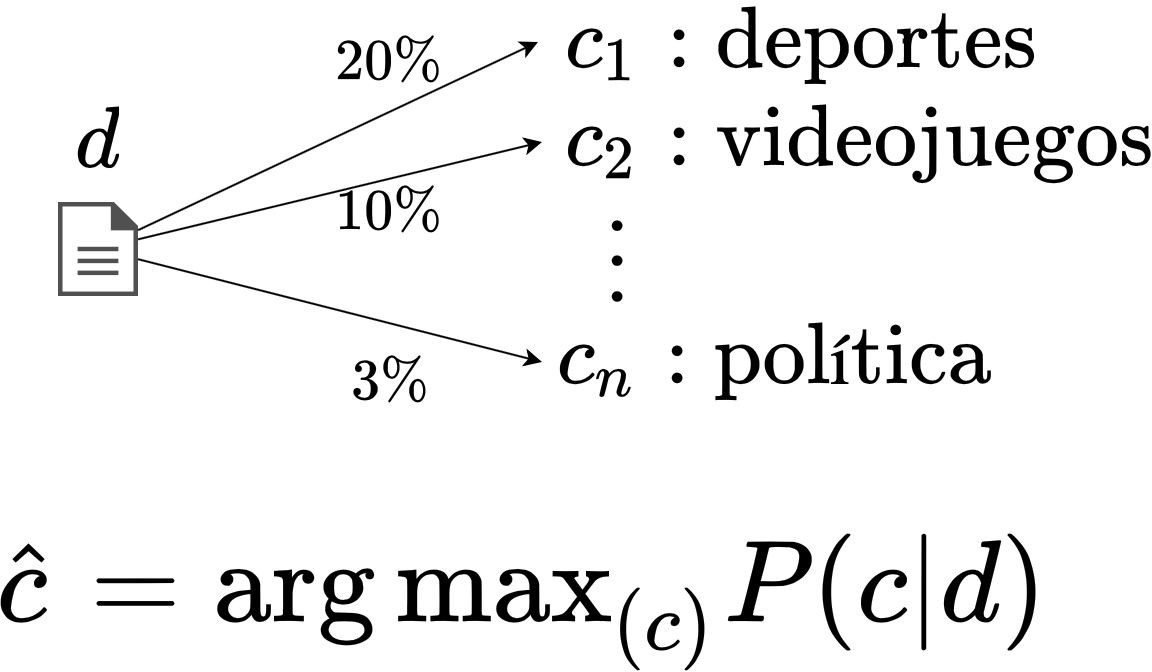 20%
c₁ : deportes
d
c₂ : videojuegos
10%
⋮
3%
cₙ : política
ĉ = arg max₍c₎ P(c|d)